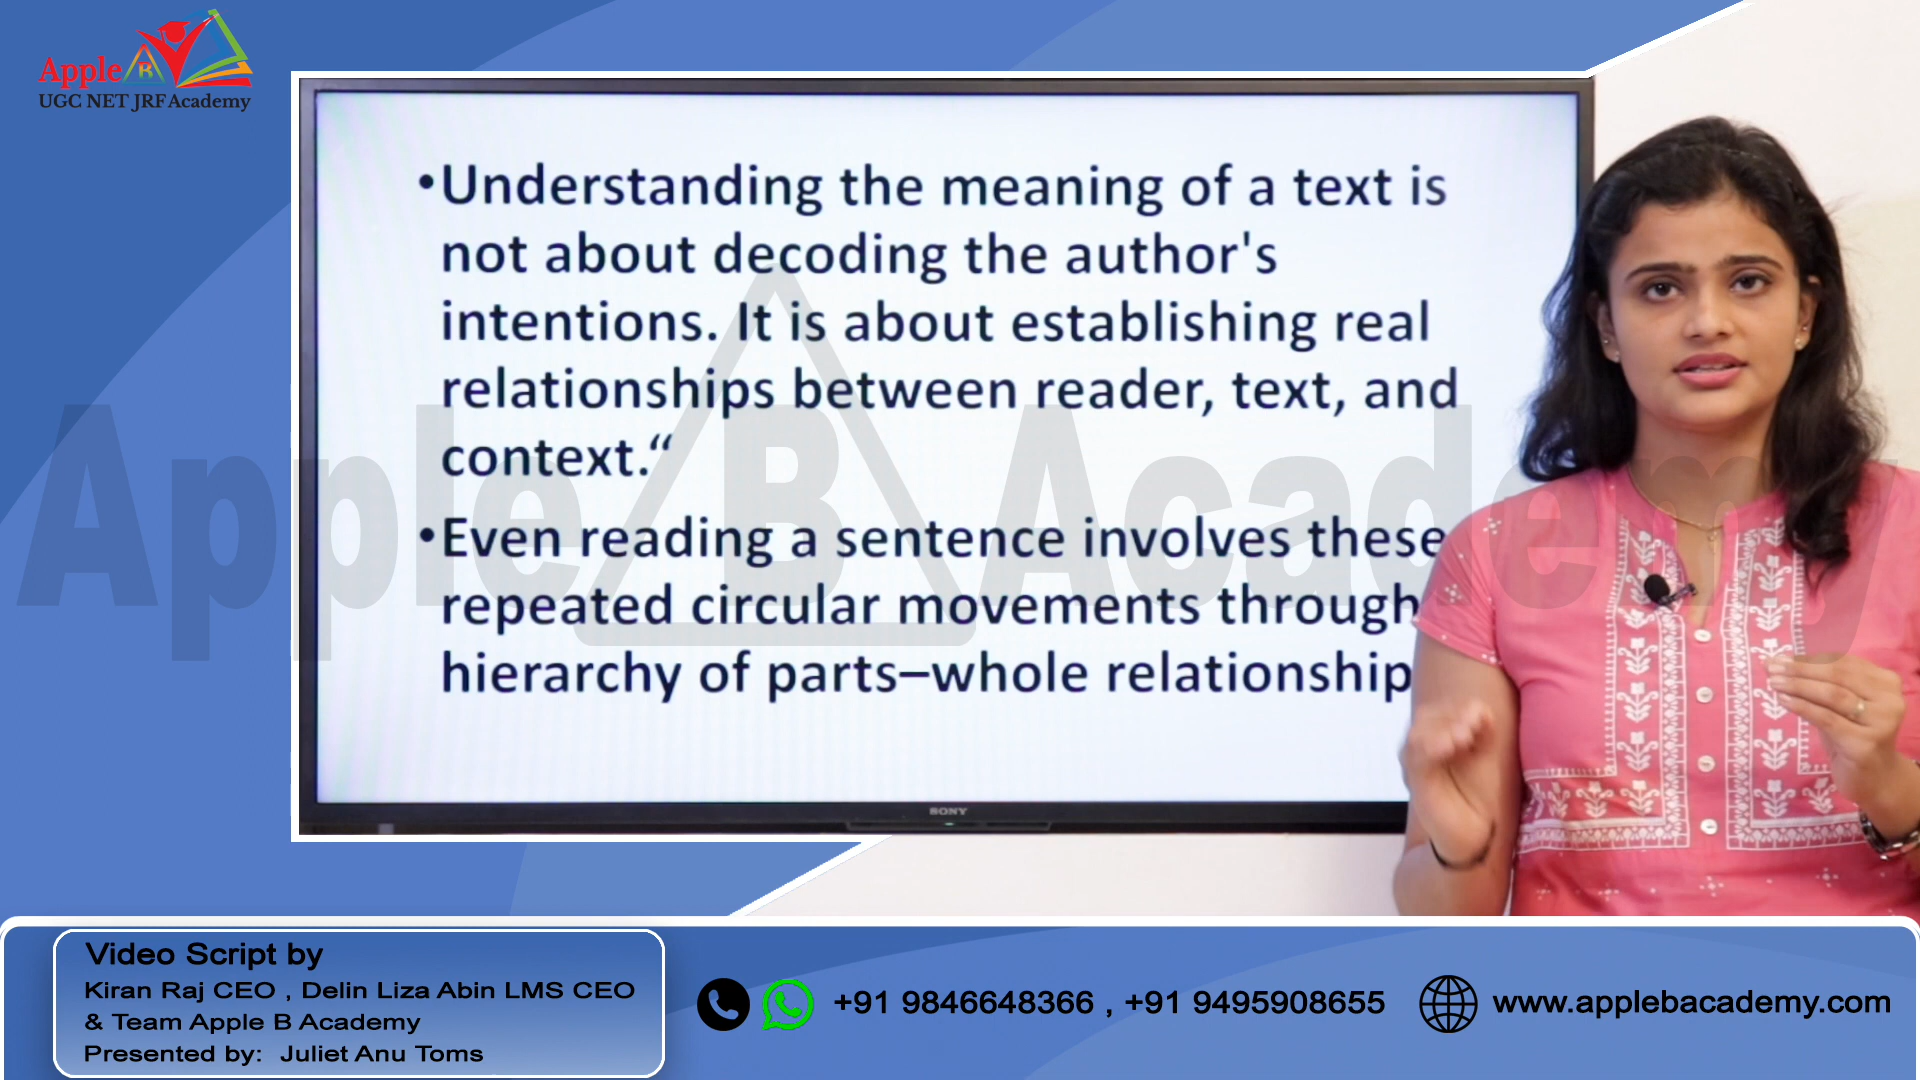 Apple B
UGC NET JRF Academy
•Understanding the meaning of a text is
not about decoding the author's
intentions. It is about establishing real
relationships between reader, text, and
context.“
•Even reading a sentence involves these
repeated circular movements through
hierarchy of parts–whole relationship
SONY
Apple B Academy
Video Script by
Kiran Raj CEO , Delin Liza Abin LMS CEO
& Team Apple B Academy
Presented by: Juliet Anu Toms
+91 9846648366 , +91 9495908655
www.applebacademy.com